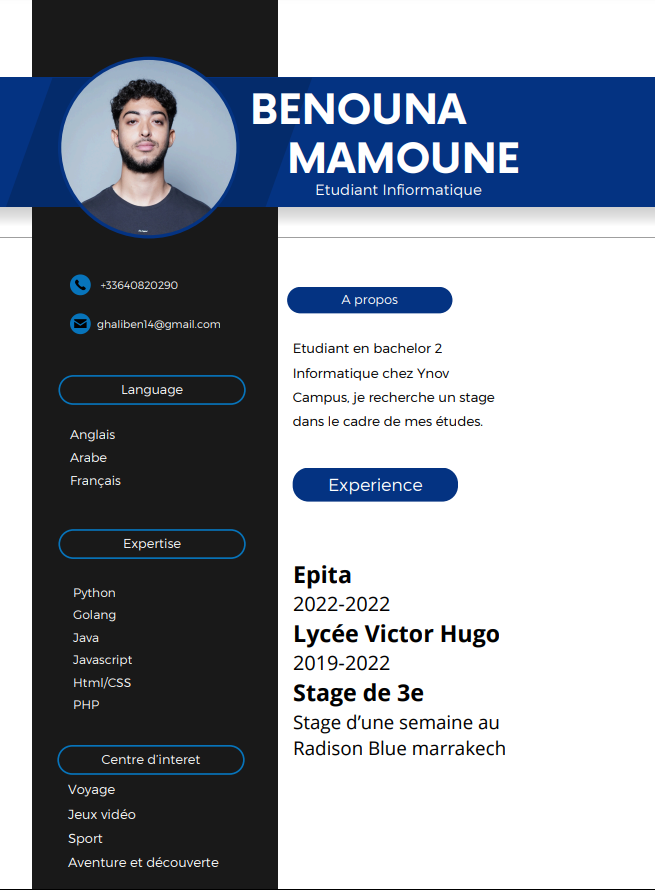 BENOUNA
MAMOUNE
Etudiant Infiormatique
+33640820290
ghaliben14@gmail.com
Language
Anglais
Arabe
Français
Expertise
Python
Golang
Java
Javascript
Html/CSS
PHP
Centre d'interet
Voyage
Jeux vidéo
Sport
Aventure et découverte
A propos
Etudiant en bachelor 2
Informatique chez Ynov
Campus, je recherche un stage
dans le cadre de mes études.
Experience
Epita
2022-2022
Lycée Victor Hugo
2019-2022
Stage de 3e
Stage d'une semaine au
Radison Blue marrakech